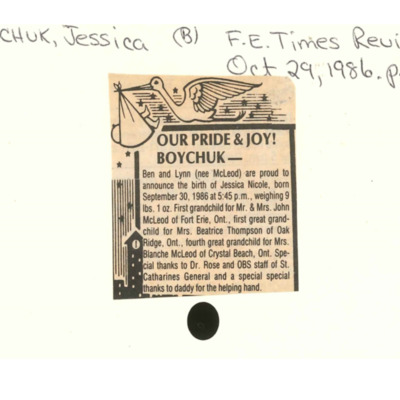 CHUK, Jessica (B) F.E. Times Revi
Oct 29, 1986. p
OUR PRIDE & JOY!
BOYCHUK—
Ben and Lynn (nee McLeod) are proud to
announce the birth of Jessica Nicole, born
September 30, 1986 at 5:45 p.m., weighing 9
lbs. 1 oz. First grandchild for Mr. & Mrs. John
McLeod of Fort Erie, Ont., first great grand-
child for Mrs. Beatrice Thompson of Oak
Ridge, Ont., fourth great grandchild for Mrs.
Blanche McLeod of Crystal Beach, Ont. Spe-
cial thanks to Dr. Rose and OBS staff of St.
Catharines General and a special special
thanks to daddy for the helping hand.